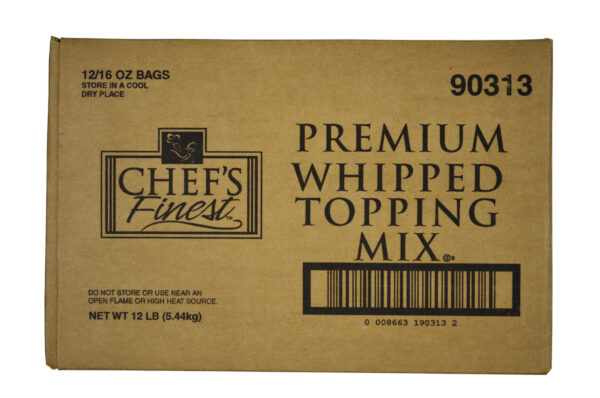 12/16 OZ BAGS
STORE IN A COOL
DRY PLACE
90313
CHEF'S
Finest™
PREMIUM
WHIPPED
TOPPING
MIX®
DO NOT STORE OR USE NEAR AN
OPEN FLAME OR HIGH HEAT SOURCE.
NET WT 12 LB (5.44kg)
0 008663 190313 2